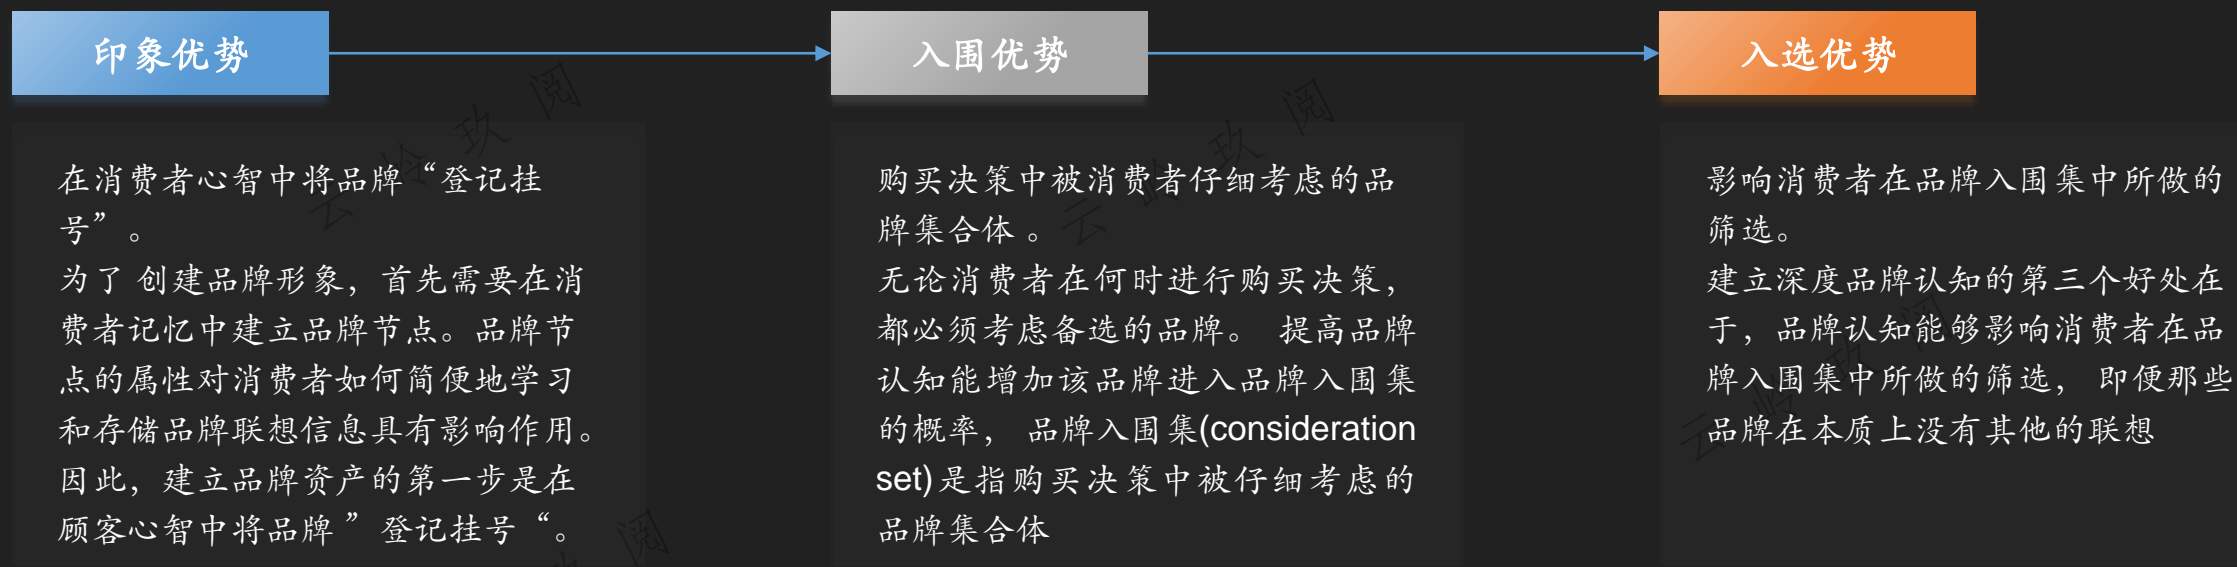 印象优势
在消费者心智中将品牌“登记挂
号”。
为了 创建品牌形象，首先需要在消
费者记忆中建立品牌节点。品牌节
点的属性对消费者如何简便地学习
和存储品牌联想信息具有影响作用。
因此，建立品牌资产的第一步是在
顾客心智中将品牌 ” 登记挂号“。
入围优势
购买决策中被消费者仔细考虑的品
牌集合体 。
无论消费者在何时进行购买决策，
都必须考虑备选的品牌。 提高品牌
认知能增加该品牌进入品牌入围集
的概率， 品牌入围集(consideration
set)是指购买决策中被仔细考虑的
品牌集合体
入选优势
影响消费者在品牌入围集中所做的
筛选。
建立深度品牌认知的第三个好处在
于，品牌认知能够影响消费者在品
牌入围集中所做的筛选， 即便那些
品牌在本质上没有其他的联想
云岭玖阅
云岭玖阅
云岭玖阅
玖阅